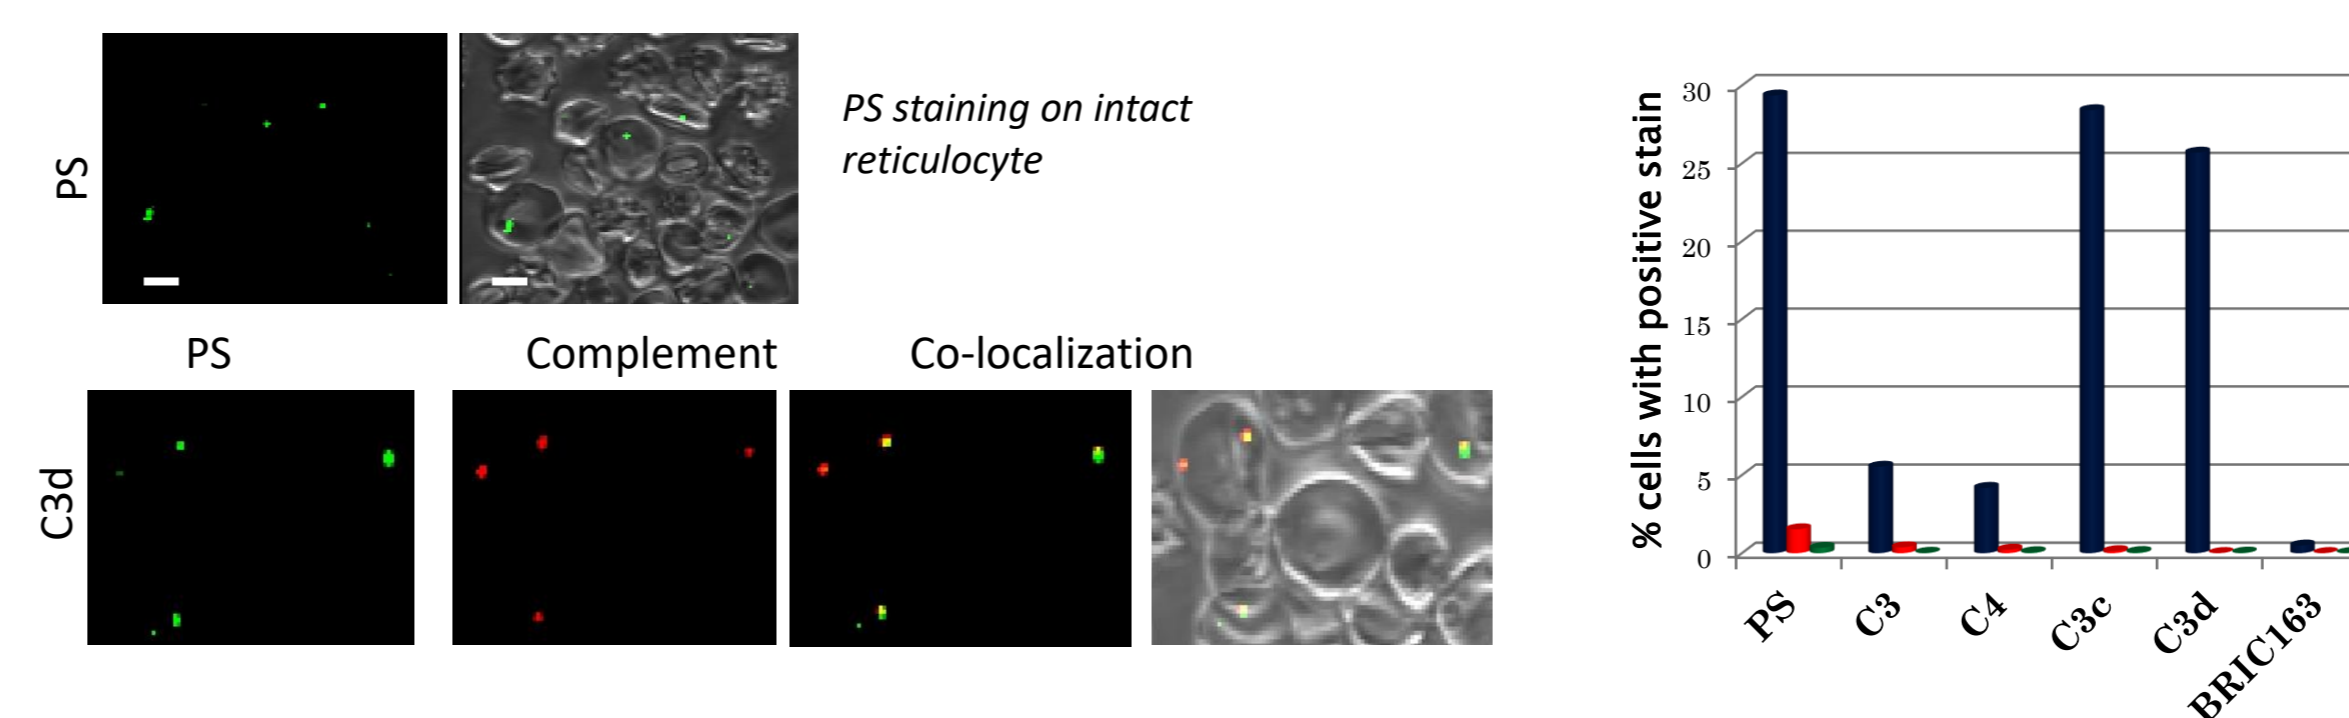 PS
PS staining on intact
reticulocyte
PS
Complement
Co-localization
C3d
% cells with positive stain
30
25
20
15
10
5
0
PS
C3
C4
C3c
C3d
BRIC163